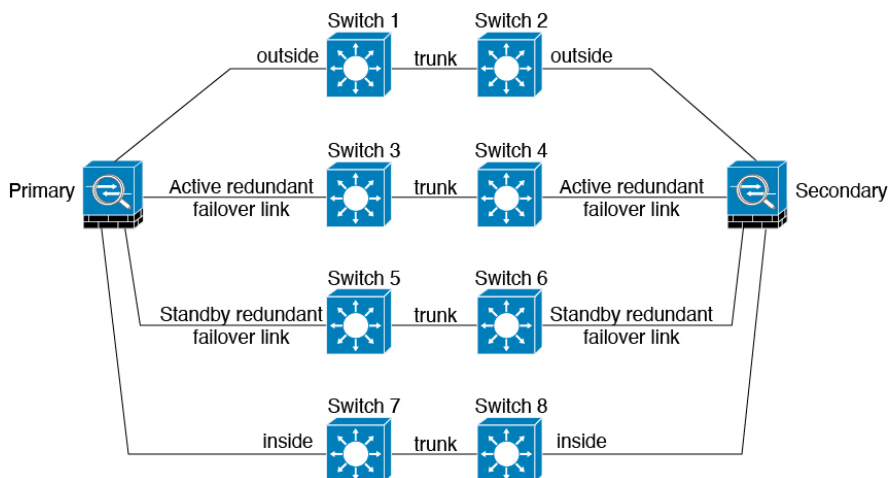 Switch 1 Switch 2
outside trunk outside
Switch 3 Switch 4
Primary Active redundant failover link trunk Active redundant failover link Secondary
Switch 5 Switch 6
Standby redundant failover link trunk Standby redundant failover link
Switch 7 Switch 8
inside trunk inside